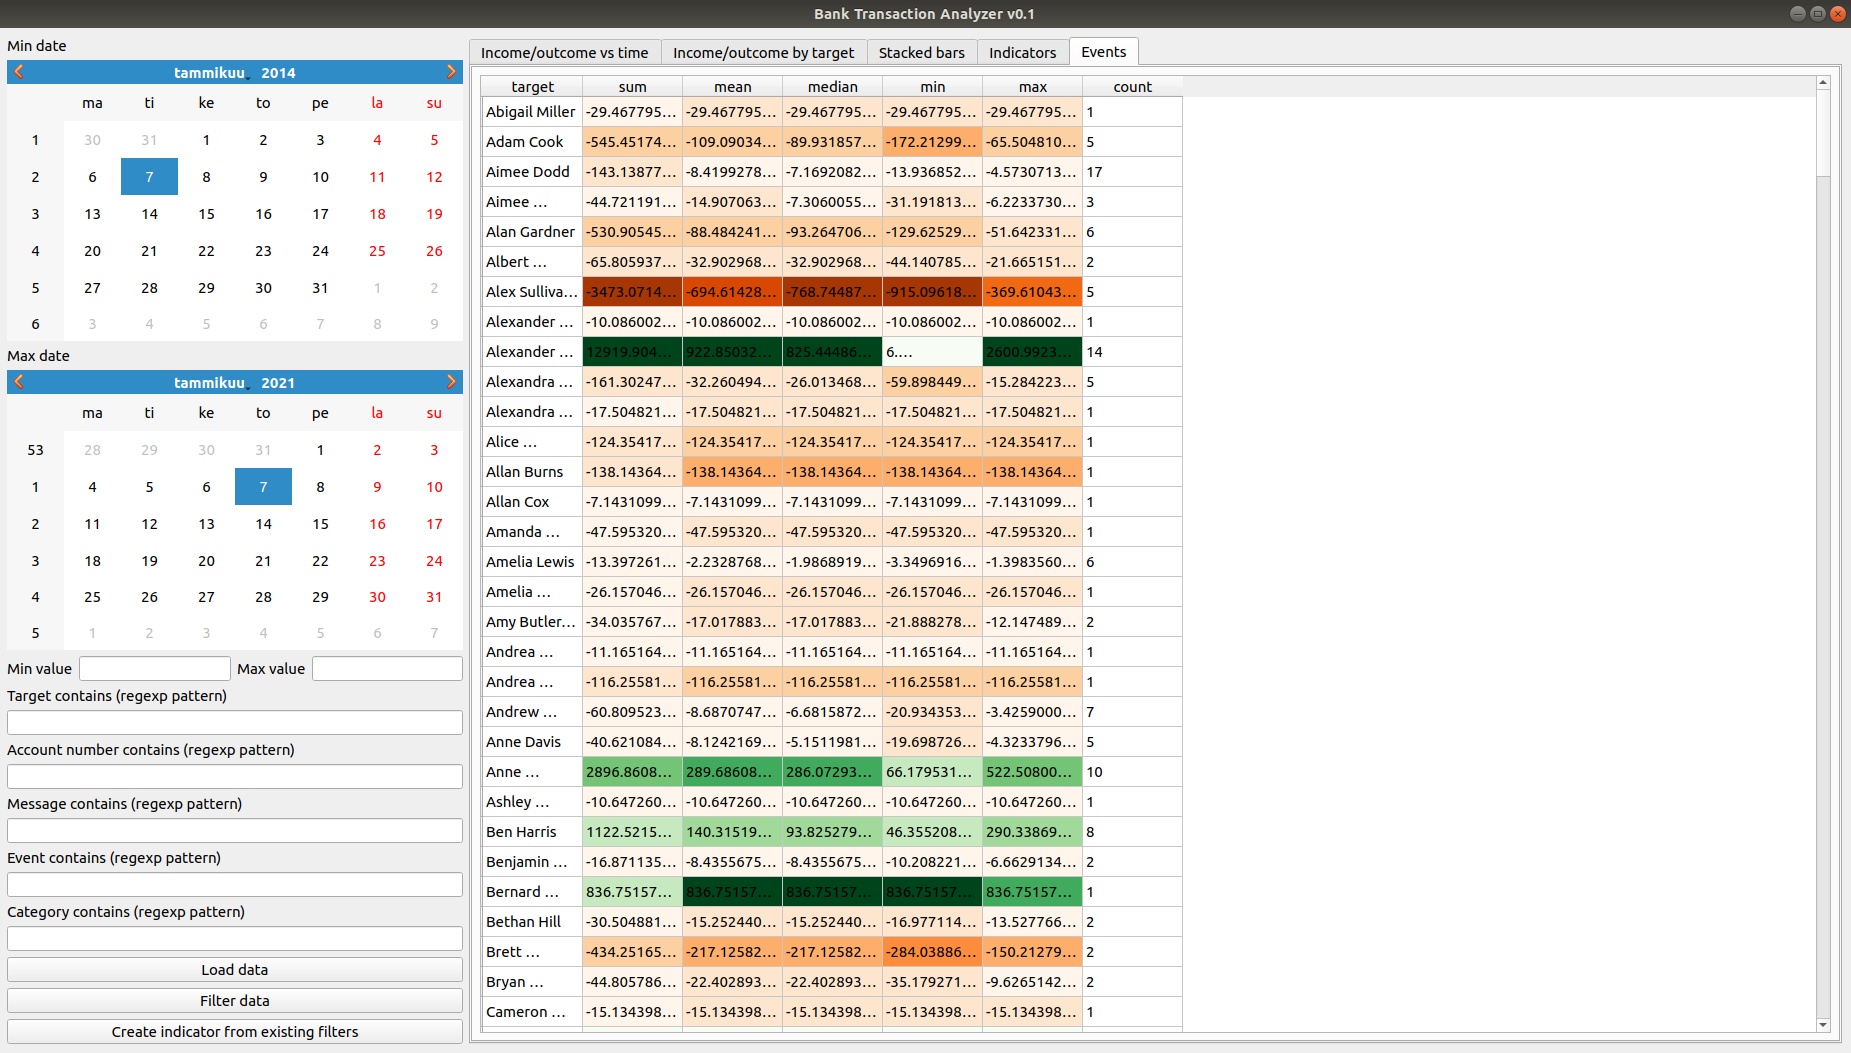 Bank Transaction Analyzer v0.1
Min date
tammikuu 2014
ma ti ke to pe la su
1 30 31 1 2 3 4 5
2 6 7 8 9 10 11 12
3 13 14 15 16 17 18 19
4 20 21 22 23 24 25 26
5 27 28 29 30 31 1 2
6 3 4 5 6 7 8 9
Max date
tammikuu 2021
ma ti ke to pe la su
53 28 29 30 31 1 2 3
1 4 5 6 7 8 9 10
2 11 12 13 14 15 16 17
3 18 19 20 21 22 23 24
4 25 26 27 28 29 30 31
5 1 2 3 4 5 6 7
Min value Max value
Target contains (regexp pattern)
Account number contains (regexp pattern)
Message contains (regexp pattern)
Event contains (regexp pattern)
Category contains (regexp pattern)
Load data
Filter data
Create indicator from existing filters
Income/outcome vs time Income/outcome by target Stacked bars Indicators Events
target sum mean median min max count
Abigail Miller -29.467795... -29.467795... -29.467795... -29.467795... -29.467795... 1
Adam Cook -545.45174... -109.09034... -89.931857... -172.21299... -65.504810... 5
Aimee Dodd -143.13877... -8.4199278... -7.1692082... -13.936852... -4.5730713... 17
Aimee ... -44.721191... -14.907063... -7.3060055... -31.191813... -6.2233730... 3
Alan Gardner -530.90545... -88.484241... -93.264706... -129.62529... -51.642331... 6
Albert ... -65.805937... -32.902968... -32.902968... -44.140785... -21.665151... 2
Alex Sulliva... -3473.0714... -694.61428... -768.74487... -915.09618... -369.61043... 5
Alexander ... -10.086002... -10.086002... -10.086002... -10.086002... -10.086002... 1
Alexander ... 12919.904... 922.85032... 825.44486... 6.... 2600.9923... 14
Alexandra ... -161.30247... -32.260494... -26.013468... -59.898449... -15.284223... 5
Alexandra ... -17.504821... -17.504821... -17.504821... -17.504821... -17.504821... 1
Alice ... -124.35417... -124.35417... -124.35417... -124.35417... -124.35417... 1
Allan Burns -138.14364... -138.14364... -138.14364... -138.14364... -138.14364... 1
Allan Cox -7.1431099... -7.1431099... -7.1431099... -7.1431099... -7.1431099... 1
Amanda ... -47.595320... -47.595320... -47.595320... -47.595320... -47.595320... 1
Amelia Lewis -13.397261... -2.2328768... -1.9868919... -3.3496916... -1.3983560... 6
Amelia ... -26.157046... -26.157046... -26.157046... -26.157046... -26.157046... 1
Amy Butler... -34.035767... -17.017883... -17.017883... -21.888278... -12.147489... 2
Andrea ... -11.165164... -11.165164... -11.165164... -11.165164... -11.165164... 1
Andrea ... -116.25581... -116.25581... -116.25581... -116.25581... -116.25581... 1
Andrew ... -60.809523... -8.6870747... -6.6815872... -20.934353... -3.4259000... 7
Anne Davis -40.621084... -8.1242169... -5.1511981... -19.698726... -4.3233796... 5
Anne ... 2896.8608... 289.68608... 286.07293... 66.179531... 522.50800... 10
Ashley ... -10.647260... -10.647260... -10.647260... -10.647260... -10.647260... 1
Ben Harris 1122.5215... 140.31519... 93.825279... 46.355208... 290.33869... 8
Benjamin ... -16.871135... -8.4355675... -8.4355675... -10.208221... -6.6629134... 2
Bernard ... 836.75157... 836.75157... 836.75157... 836.75157... 836.75157... 1
Bethan Hill -30.504881... -15.252440... -15.252440... -16.977114... -13.527766... 2
Brett ... -434.25165... -217.12582... -217.12582... -284.03886... -150.21279... 2
Bryan ... -44.805786... -22.402893... -22.402893... -35.179271... -9.6265142... 2
Cameron ... -15.134398... -15.134398... -15.134398... -15.134398... -15.134398... 1